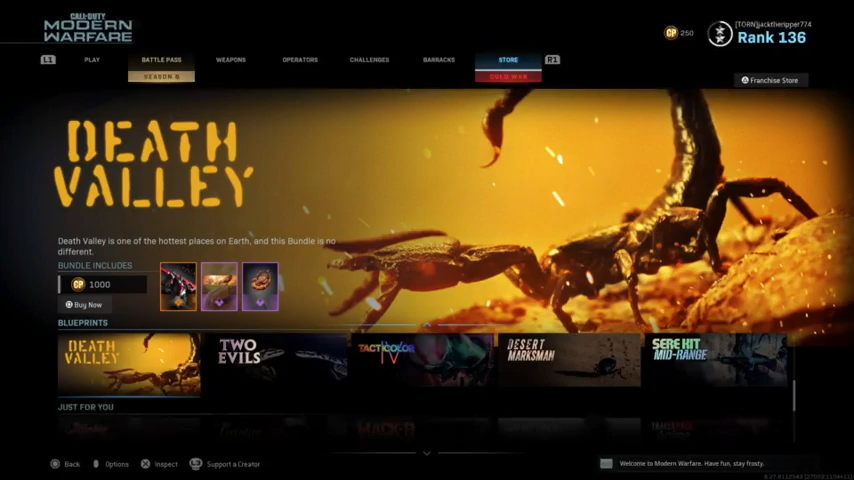 CALL OF DUTY
MODERN
WARFARE
CP 250
[TORN]jacktheripper774
Rank 136
L1
PLAY
BATTLE PASS
SEASON 6
WEAPONS
OPERATORS
CHALLENGES
BARRACKS
STORE
COLD WAR
R1
Franchise Store
DEATH
VALLEY
Death Valley is one of the hottest places on Earth, and this Bundle is no
different.
BUNDLE INCLUDES
CP 1000
Buy Now
BLUEPRINTS
DEATH
VALLEY
TWO
EVILS
TACTICOLOR
IV
DESERT
MARKSMAN
SERE KIT
MID-RANGE
JUST FOR YOU
Back
Options
Inspect
Support a Creator
Welcome to Modern Warfare. Have fun, stay frosty.